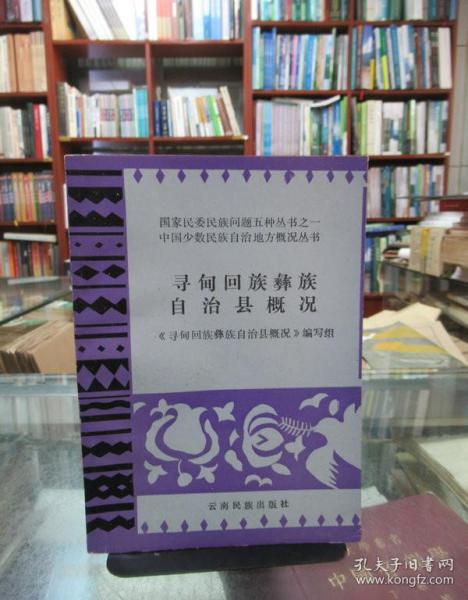 国家民委民族问题五种丛书之一
中国少数民族自治地方概况丛书
寻甸回族彝族
自治县概况
《寻甸回族彝族自治县概况》编写组
云南民族出版社
孔夫子旧书网
www.kongfz.com